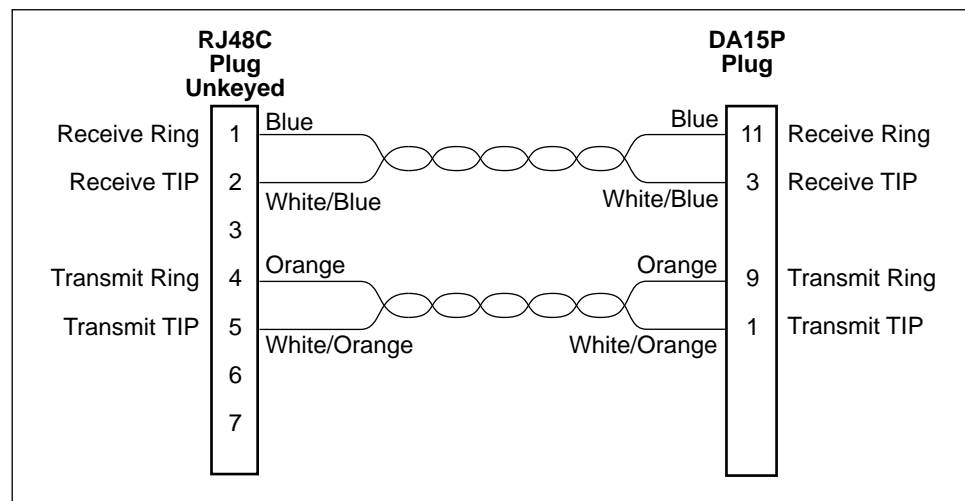 RJ48C
Plug
Unkeyed
DA15P
Plug
Receive Ring 1 Blue Blue 11 Receive Ring
Receive TIP 2 White/Blue White/Blue 3 Receive TIP
3
Transmit Ring 4 Orange Orange 9 Transmit Ring
Transmit TIP 5 White/Orange White/Orange 1 Transmit TIP
6
7